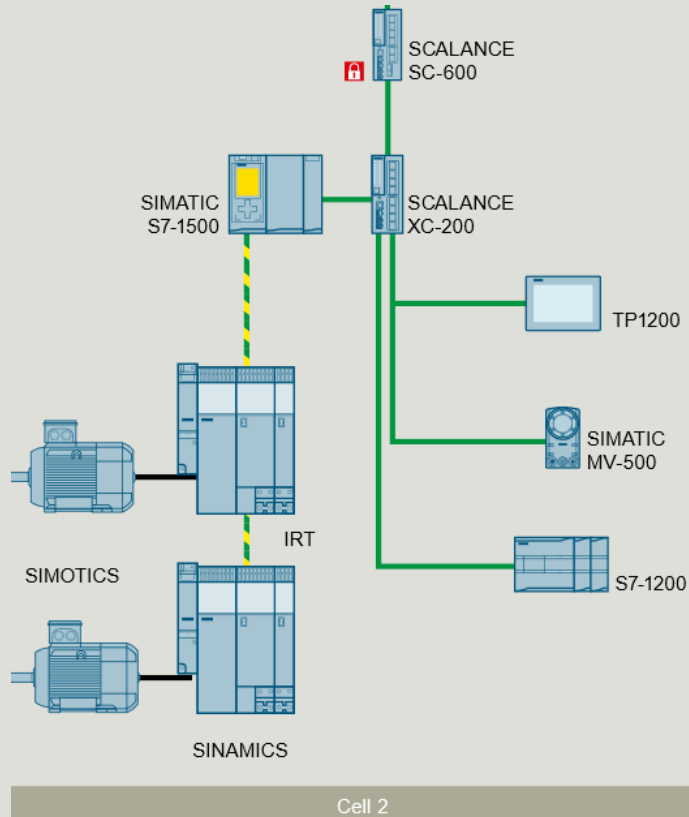 SCALANCE
SC-600
SIMATIC
S7-1500
SCALANCE
XC-200
TP1200
SIMATIC
MV-500
IRT
SIMOTICS
S7-1200
SINAMICS
Cell 2